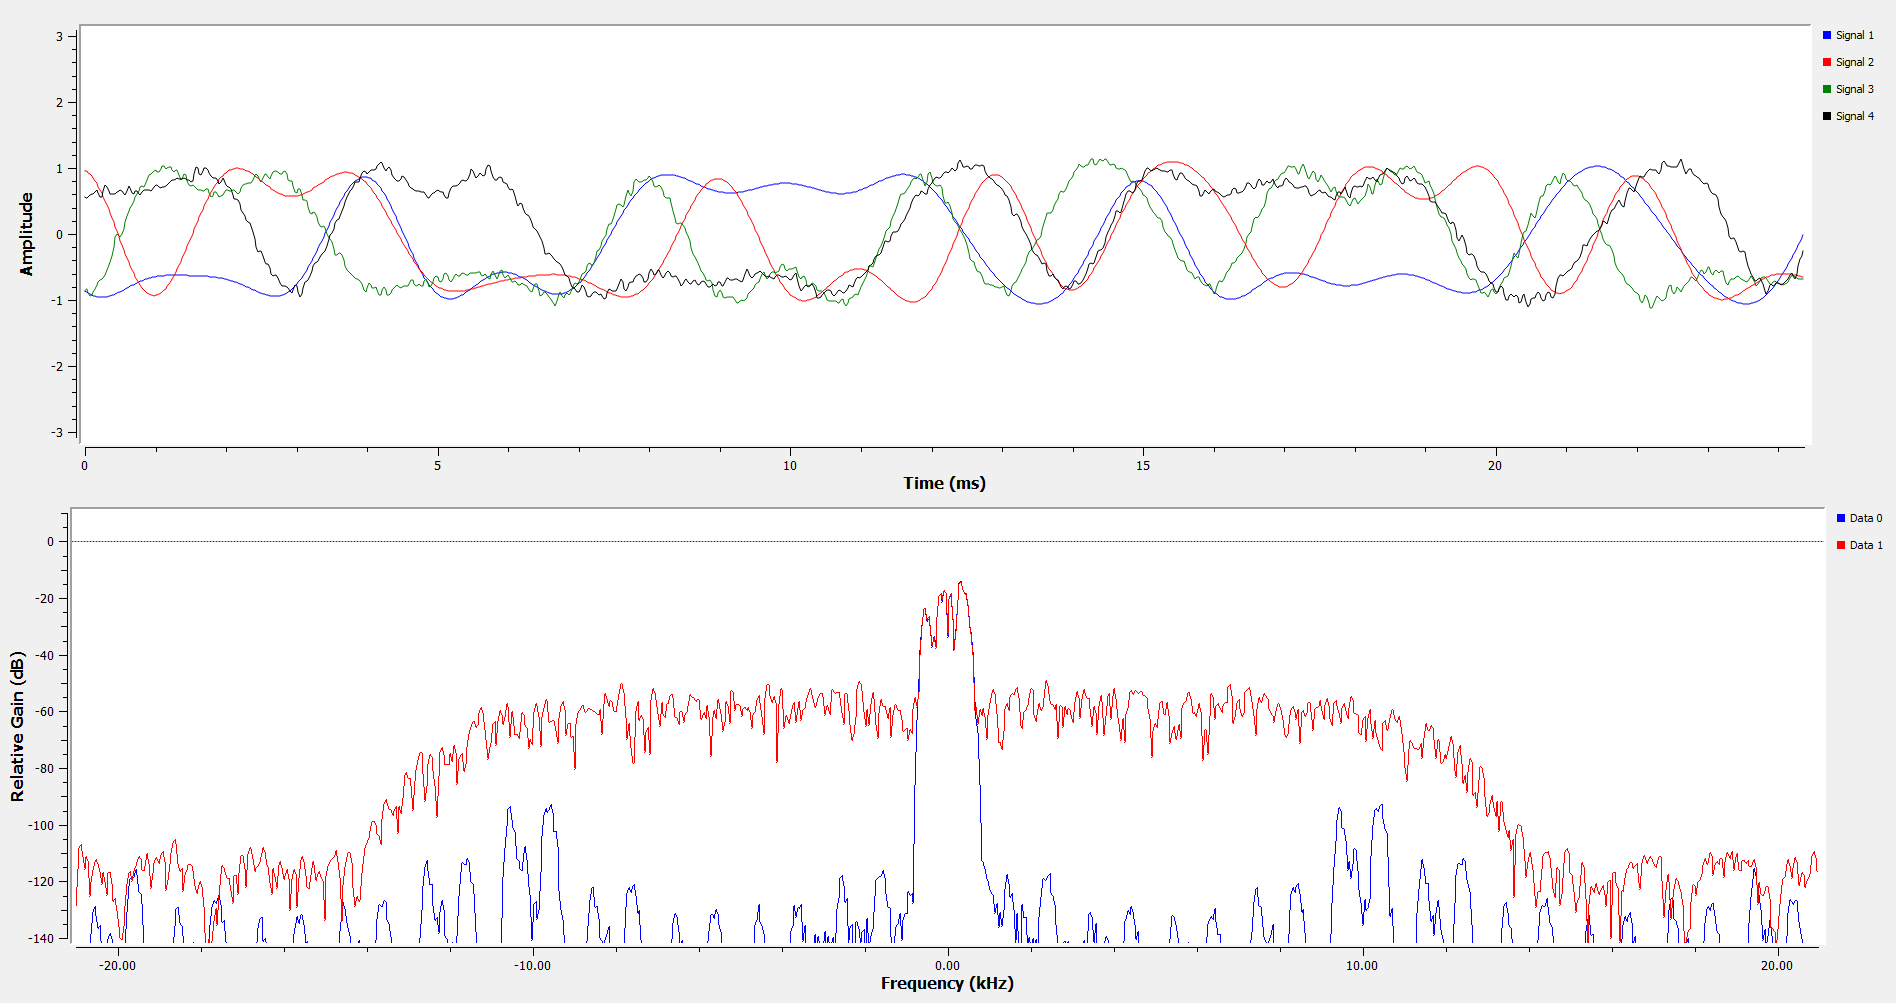 3
2
1
0
-1
-2
-3
Amplitude
0 5 10 15 20
Time (ms)
Signal 1
Signal 2
Signal 3
Signal 4
0
-20
-40
-60
-80
-100
-120
-140
Relative Gain (dB)
-20.00 -10.00 0.00 10.00 20.00
Frequency (kHz)
Data 0
Data 1